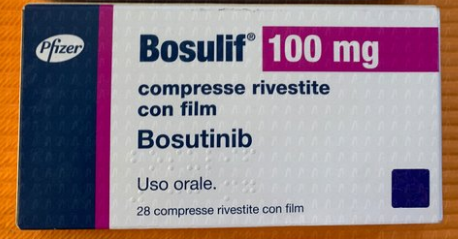 Pfizer
Bosulif® 100 mg
compresse rivestite
con film
Bosutinib
Uso orale.
28 compresse rivestite con film